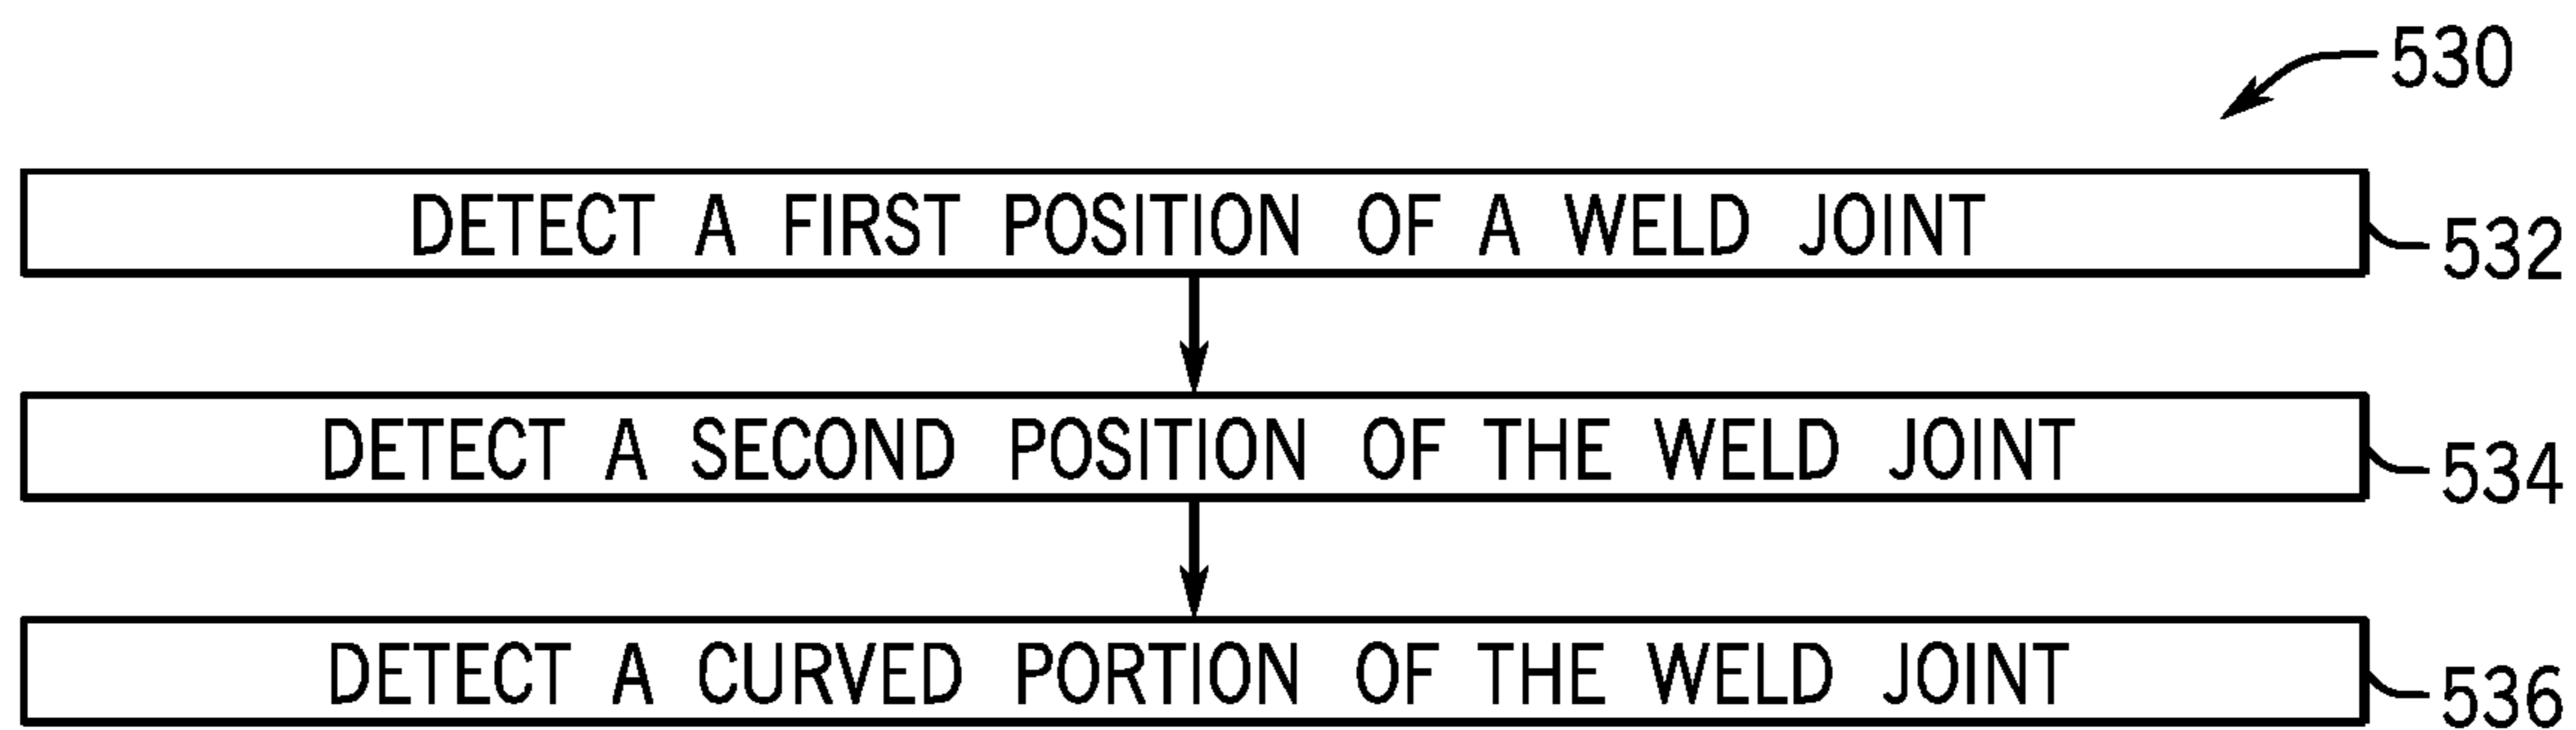 530
DETECT A FIRST POSITION OF A WELD JOINT
532
DETECT A SECOND POSITION OF THE WELD JOINT
534
DETECT A CURVED PORTION OF THE WELD JOINT
536